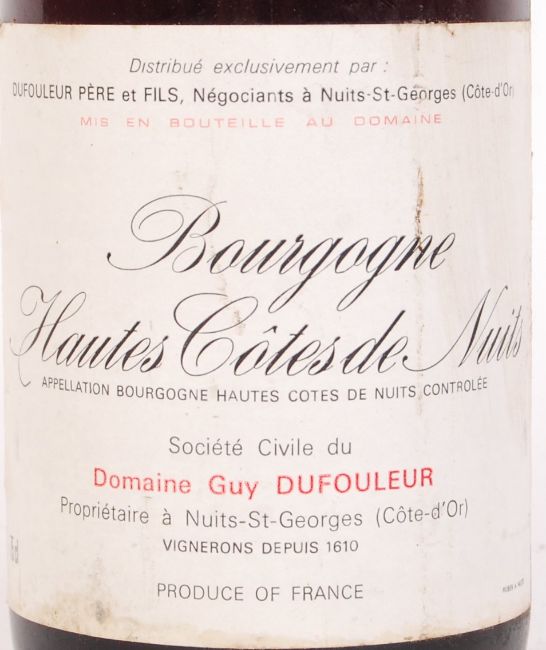 Distribué exclusivement par :
DUFOULEUR PÈRE et FILS, Négociants à Nuits-St-Georges (Côte-d'Or)
MIS EN BOUTEILLE AU DOMAINE
Bourgogne
Hautes Côtes de Nuits
APPELLATION BOURGOGNE HAUTES COTES DE NUITS CONTROLÉE
Société Civile du
Domaine Guy DUFOULEUR
Propriétaire à Nuits-St-Georges (Côte-d'Or)
VIGNERONS DEPUIS 1610
PRODUCE OF FRANCE